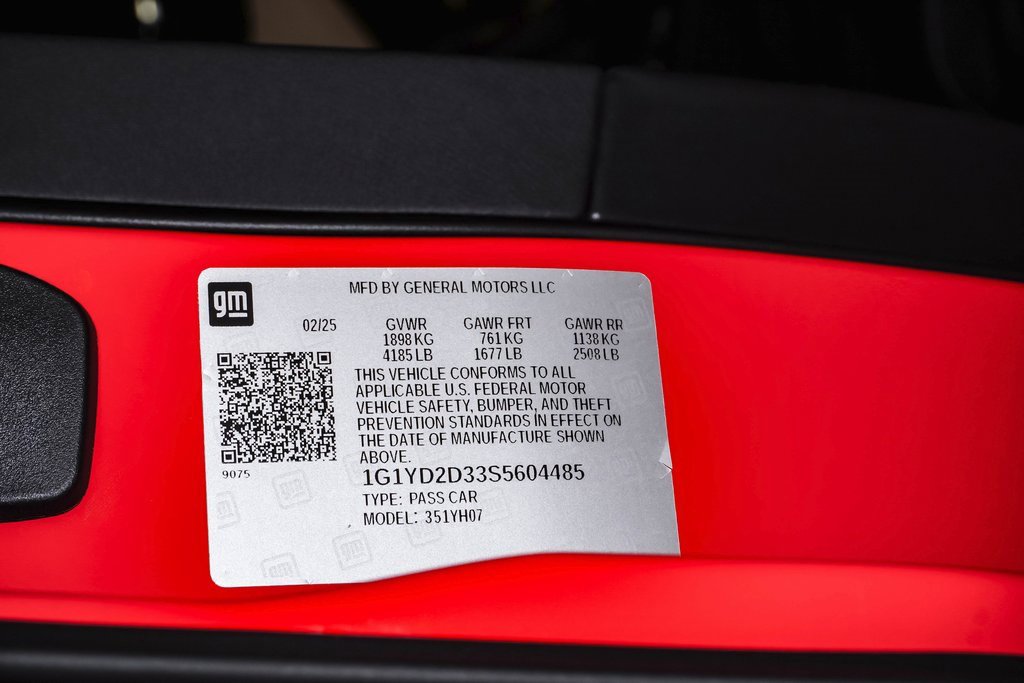 gm
MFD BY GENERAL MOTORS LLC
02/25 GVWR GAWR FRT GAWR RR
1898 KG 761 KG 1138 KG
4185 LB 1677 LB 2508 LB
THIS VEHICLE CONFORMS TO ALL
APPLICABLE U.S. FEDERAL MOTOR
VEHICLE SAFETY, BUMPER, AND THEFT
PREVENTION STANDARDS IN EFFECT ON
THE DATE OF MANUFACTURE SHOWN
ABOVE.
9075
1G1YD2D33S5604485
TYPE: PASS CAR
MODEL: 351YH07